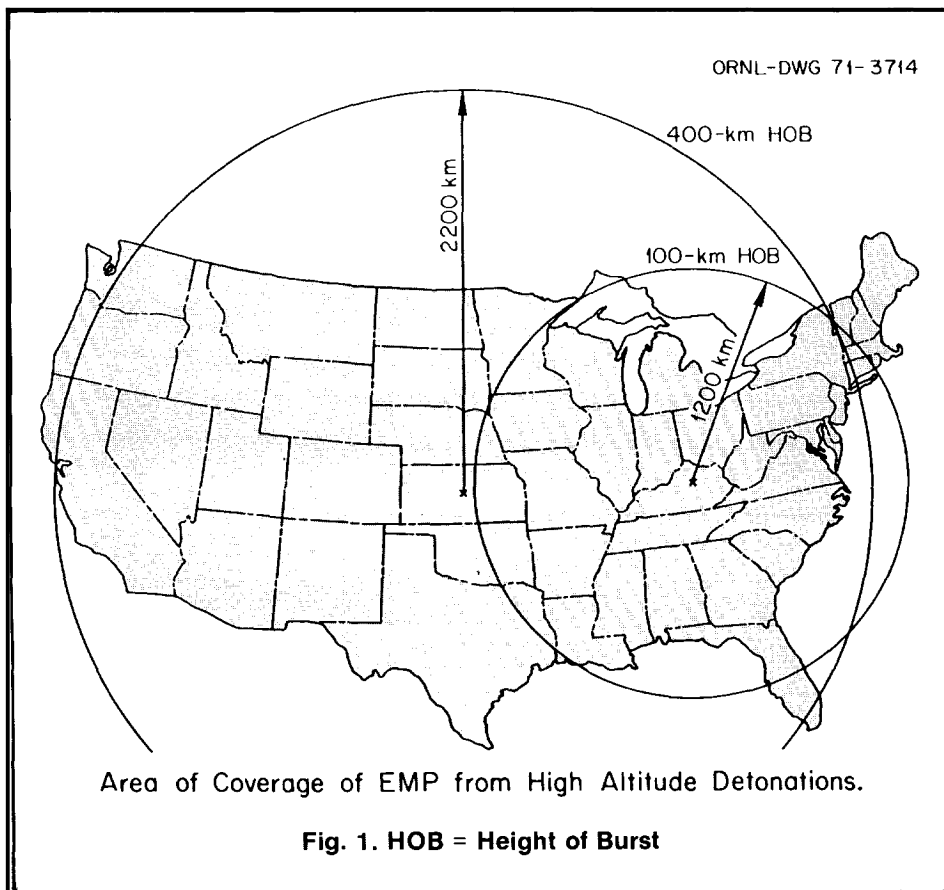 ORNL-DWG 71-3714
400-km HOB
2200 km
100-km HOB
1200 km
Area of Coverage of EMP from High Altitude Detonations.
Fig. 1. HOB = Height of Burst